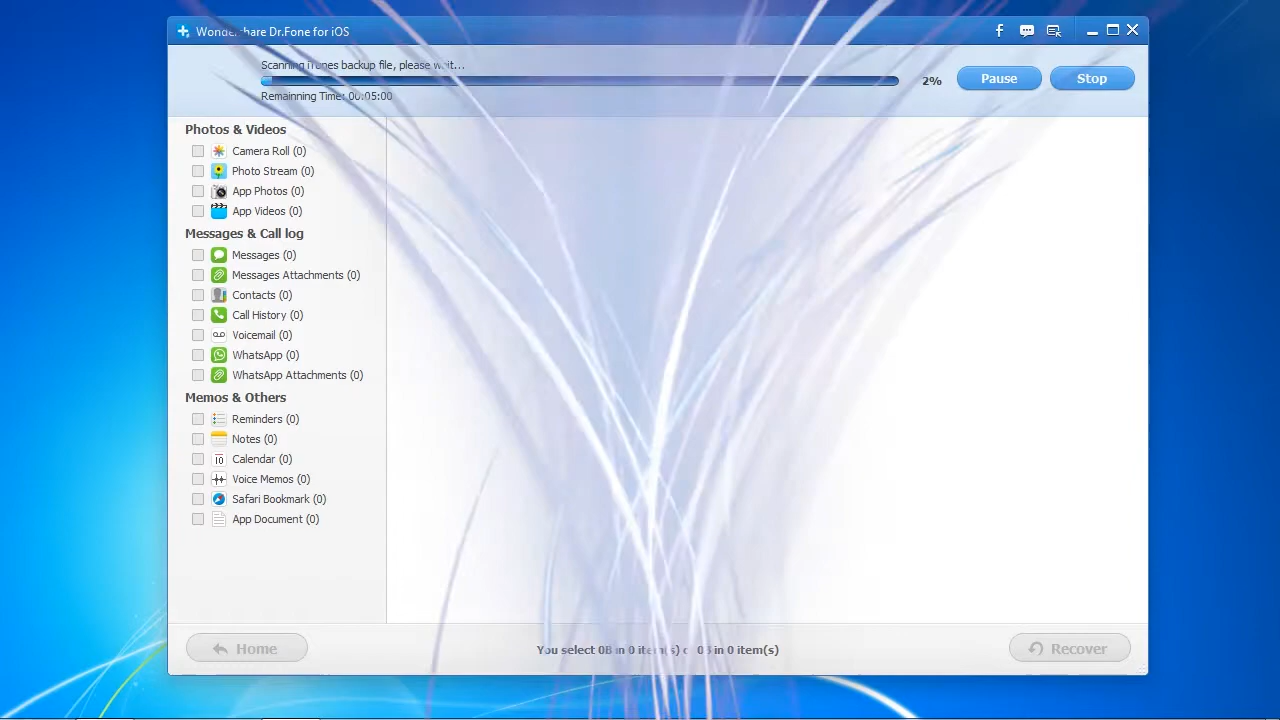 Wondershare Dr.Fone for iOS
Scanning iTunes backup file, please wait...
2%
Pause
Stop
Remaining Time: 00:05:00
Photos & Videos
Camera Roll (0)
Photo Stream (0)
App Photos (0)
App Videos (0)
Messages & Call log
Messages (0)
Messages Attachments (0)
Contacts (0)
Call History (0)
Voicemail (0)
WhatsApp (0)
WhatsApp Attachments (0)
Memos & Others
Reminders (0)
Notes (0)
10
Calendar (0)
Voice Memos (0)
Safari Bookmark (0)
App Document (0)
Home
You select 0B in 0 item(s) of 0B in 0 item(s)
Recover